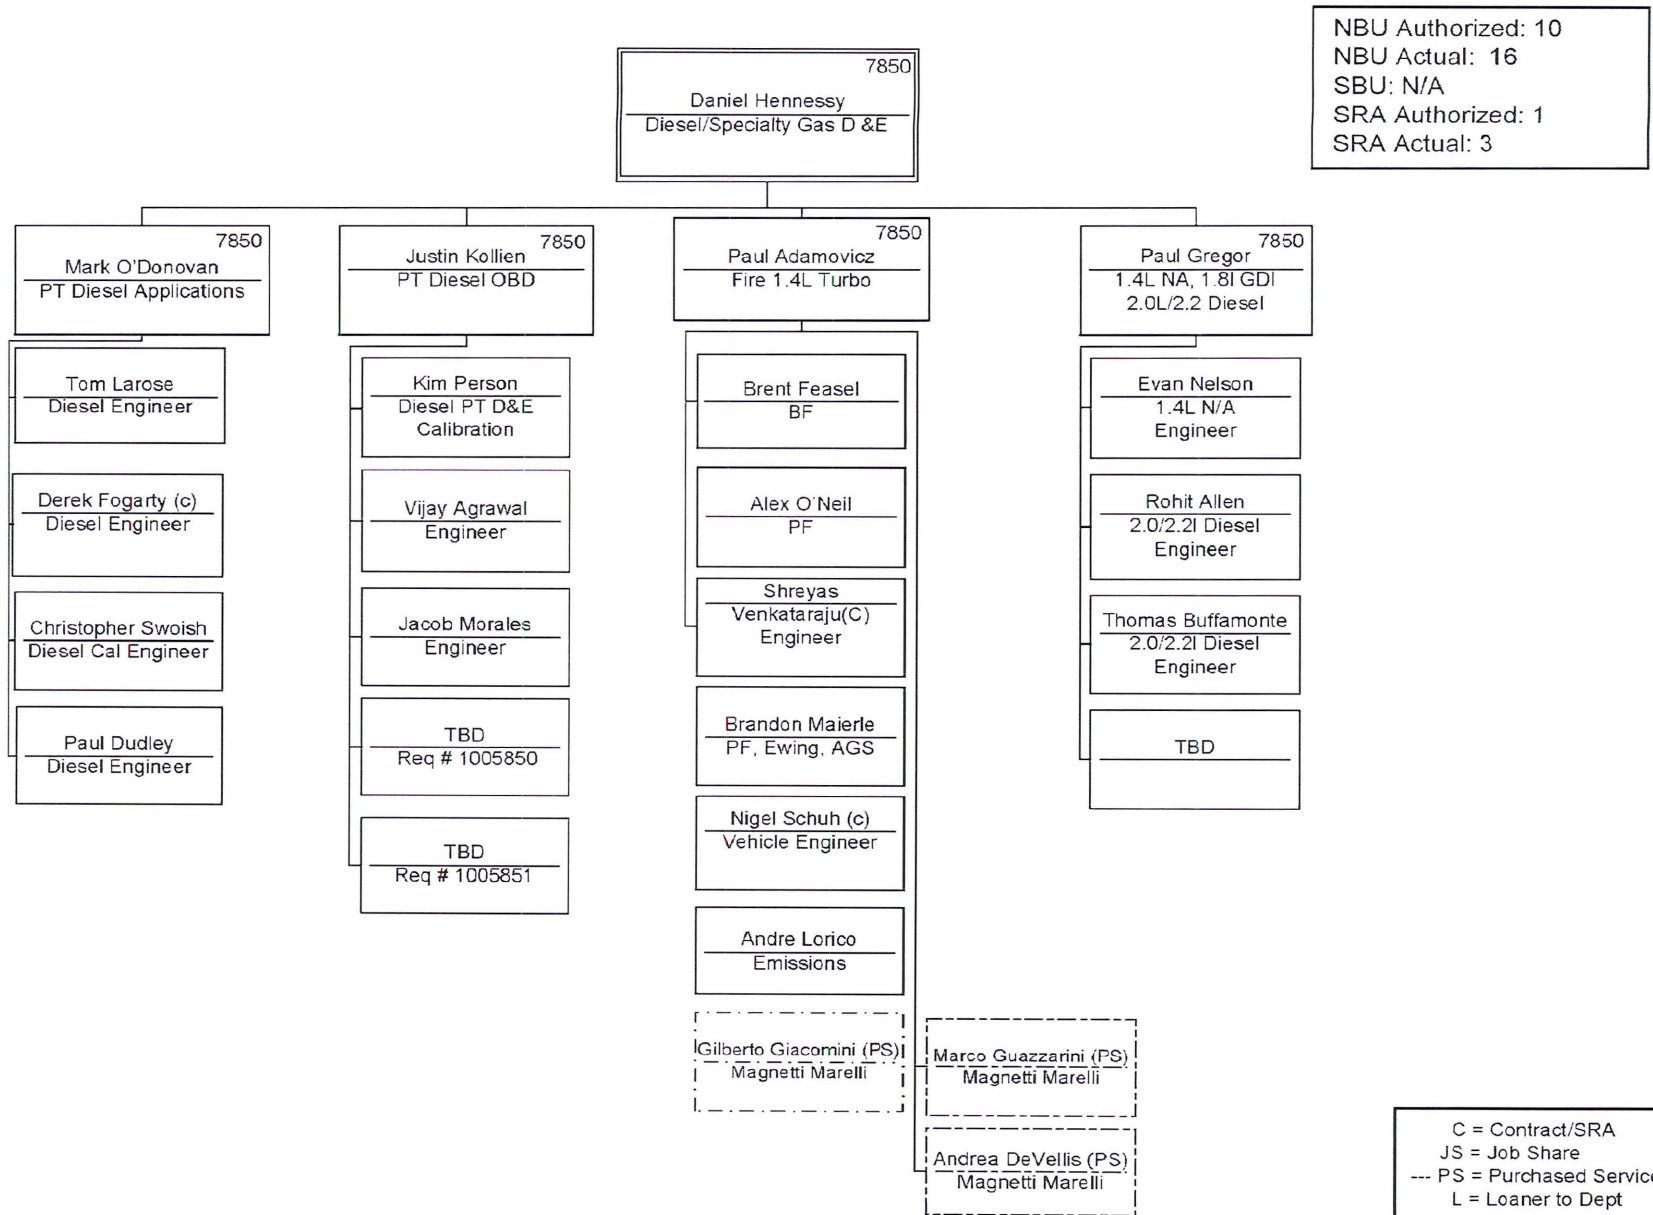 NBU Authorized: 10
NBU Actual: 16
SBU: N/A
SRA Authorized: 1
SRA Actual: 3
7850
Daniel Hennessy
Diesel/Specialty Gas D &E
7850
Mark O'Donovan
PT Diesel Applications
Tom Larose
Diesel Engineer
Derek Fogarty (c)
Diesel Engineer
Christopher Swoish
Diesel Cal Engineer
Paul Dudley
Diesel Engineer
7850
Justin Kollien
PT Diesel OBD
Kim Person
Diesel PT D&E
Calibration
Vijay Agrawal
Engineer
Jacob Morales
Engineer
TBD
Req # 1005850
TBD
Req # 1005851
7850
Paul Adamovicz
Fire 1.4L Turbo
Brent Feasel
BF
Alex O'Neil
PF
Shreyas
Venkataraju(C)
Engineer
Brandon Maierle
PF, Ewing, AGS
Nigel Schuh (c)
Vehicle Engineer
Andre Lorico
Emissions
Gilberto Giacomini (PS)
Magnetti Marelli
Marco Guazzarini (PS)
Magnetti Marelli
Andrea DeVellis (PS)
Magnetti Marelli
7850
Paul Gregor
1.4L NA, 1.8l GDI
2.0L/2.2 Diesel
Evan Nelson
1.4L N/A
Engineer
Rohit Allen
2.0/2.2l Diesel
Engineer
Thomas Buffamonte
2.0/2.2l Diesel
Engineer
TBD
C = Contract/SRA
JS = Job Share
--- PS = Purchased Service
L = Loaner to Dept